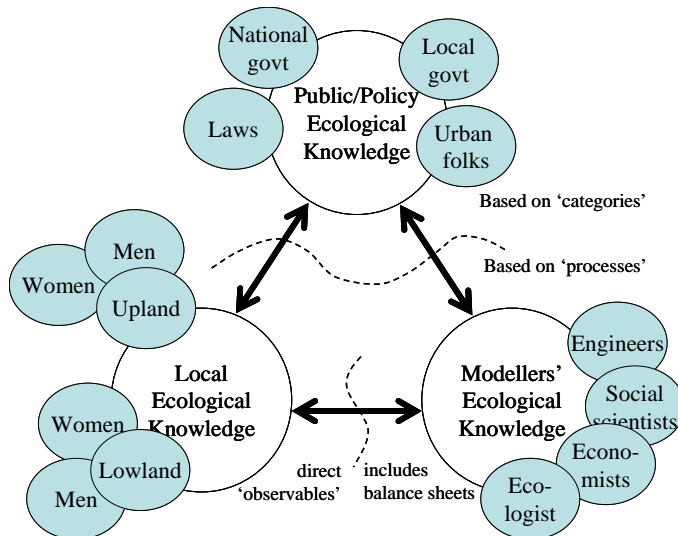 National
govt
Local
govt
Public/Policy
Ecological
Knowledge
Laws
Urban
folks
Based on ‘categories’
Based on ‘processes’
Men
Women
Upland
Local
Ecological
Knowledge
Women
Lowland
Men
direct
‘observables’
includes
balance sheets
Modellers’
Ecological
Knowledge
Engineers
Social
scientists
Econo-
mists
Eco-
logist